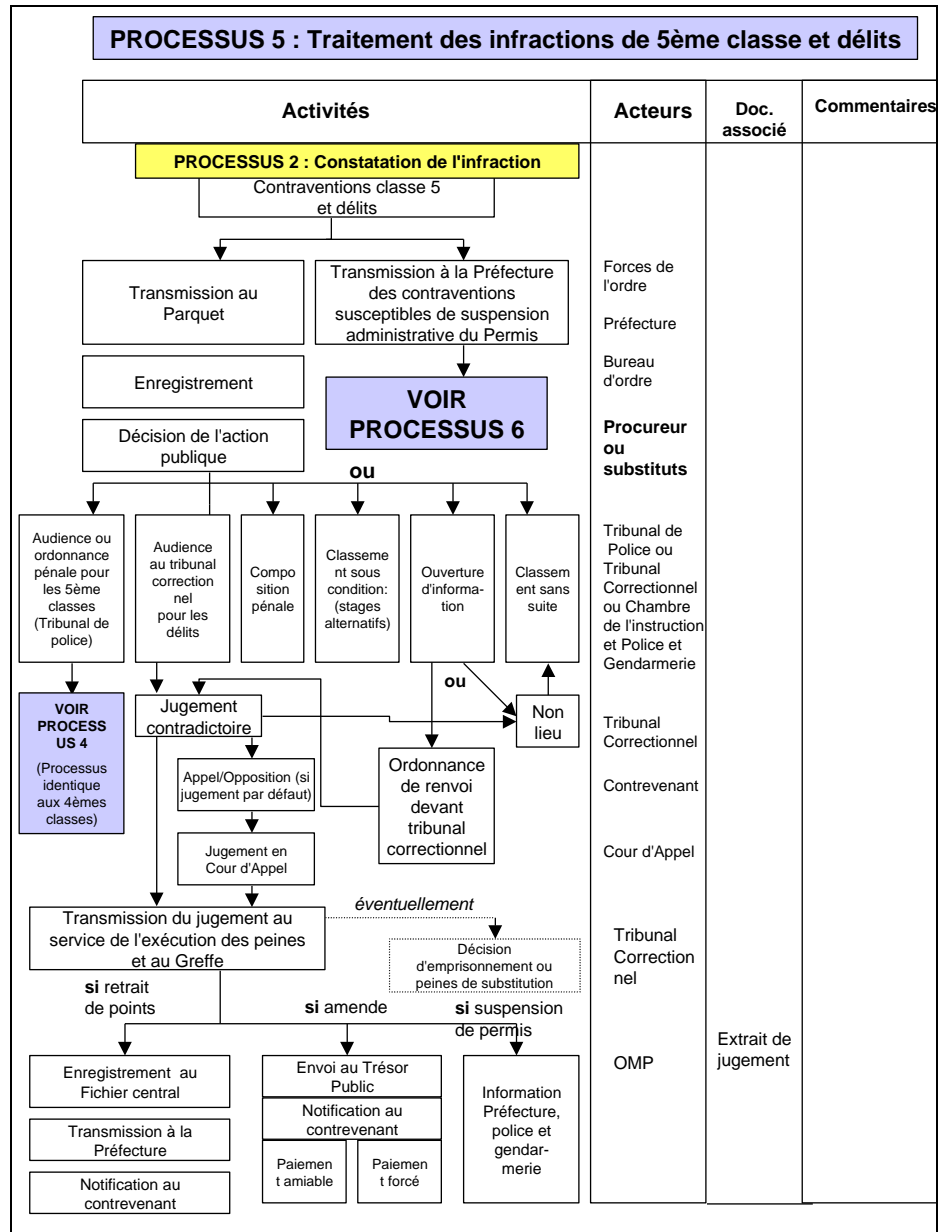 PROCESSUS 5 : Traitement des infractions de 5ème classe et délits
Activités
Acteurs
Doc.
associé
Commentaires
PROCESSUS 2 : Constatation de l'infraction
Contraventions classe 5
et délits
Transmission au
Parquet
Transmission à la Préfecture
des contraventions
susceptibles de suspension
administrative du Permis
Forces de
l'ordre
Préfecture
Enregistrement
VOIR
PROCESSUS 6
Bureau
d'ordre
Décision de l'action
publique
Procureur
ou
substituts
ou
Audience ou
ordonnance
pénale pour
les 5ème
classes
(Tribunal de
police)
Audience
au tribunal
correction
nel
pour les
délits
Compo
sition
pénale
Classeme
nt sous
condition:
(stages
alternatifs)
Ouverture
d'informa-
tion
Classem
ent sans
suite
Tribunal de
Police ou
Tribunal
Correctionnel
ou Chambre
de l'instruction
et Police et
Gendarmerie
ou
VOIR
PROCESS
US 4
(Processus
identique
aux 4èmes
classes)
Jugement
contradictoire
Non
lieu
Tribunal
Correctionnel
Appel/Opposition (si
jugement par défaut)
Ordonnance
de renvoi
devant
tribunal
correctionnel
Contrevenant
Jugement en
Cour d'Appel
Cour d'Appel
Transmission du jugement au
service de l'exécution des peines
et au Greffe
éventuellement
Décision
d'emprisonnement ou
peines de substitution
Tribunal
Correction
nel
si retrait
de points
si amende
si suspension
de permis
Enregistrement au
Fichier central
Envoi au Trésor
Public
Information
Préfecture,
police et
gendar-
merie
OMP
Extrait de
jugement
Transmission à la
Préfecture
Notification au
contrevenant
Notification au
contrevenant
Paiemen
t amiable
Paiemen
t forcé